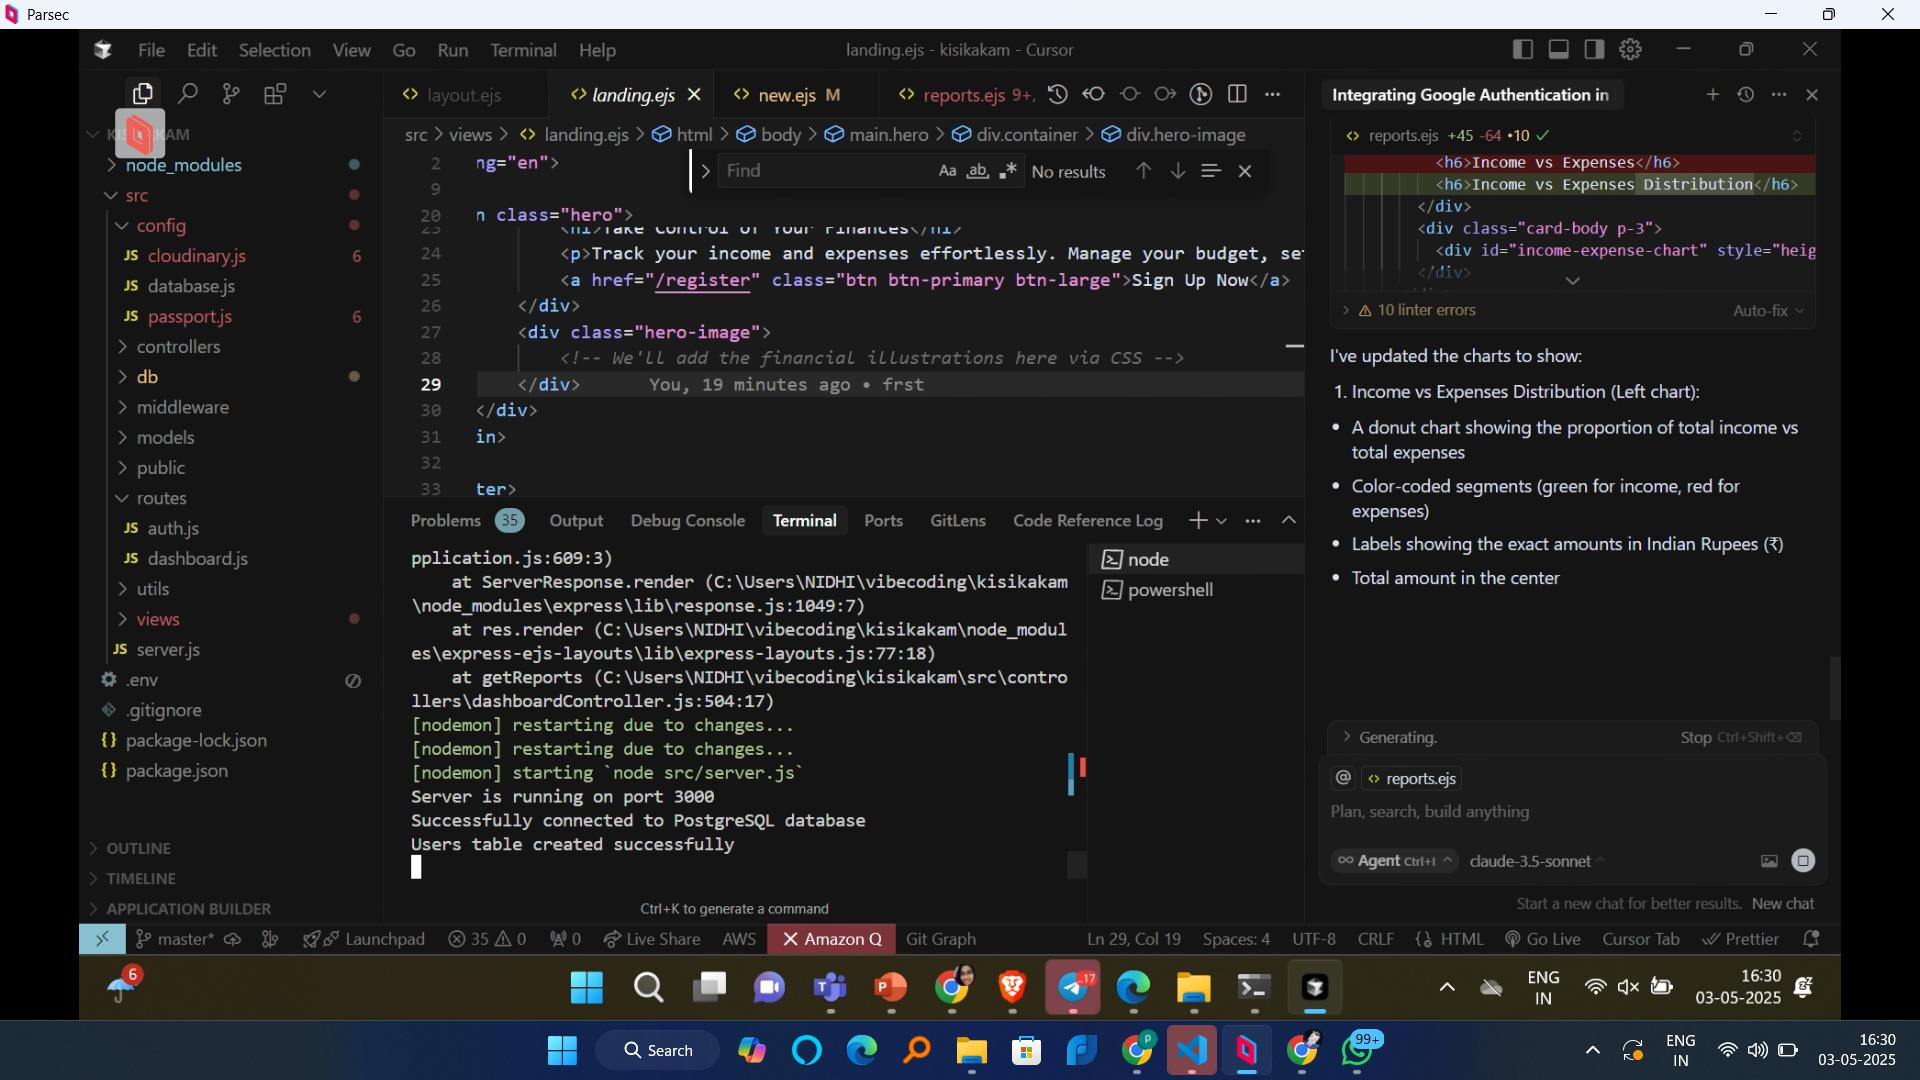 Parsec
File Edit Selection View Go Run Terminal Help
landing.ejs - kisikakam - Cursor
layout.ejs
landing.ejs
new.ejs M
reports.ejs 9+,
src > views > landing.ejs > html > body > main.hero > div.container > div.hero-image
Find
No results
2 ng="en">
9
20 n class="hero">
23 <h1>Take Control of Your Finances</h1>
24 <p>Track your income and expenses effortlessly. Manage your budget, se
25 <a href="/register" class="btn btn-primary btn-large">Sign Up Now</a>
26 </div>
27 <div class="hero-image">
28 <!-- We'll add the financial illustrations here via CSS -->
29 </div> You, 19 minutes ago • frst
30 </div>
31 in>
32
33 ter>
KISIKAKAM
node_modules
src
config
JS cloudinary.js 6
JS database.js
JS passport.js 6
controllers
db
middleware
models
public
routes
JS auth.js
JS dashboard.js
utils
views
JS server.js
.env
.gitignore
{} package-lock.json
{} package.json
OUTLINE
TIMELINE
APPLICATION BUILDER
Problems 35 Output Debug Console Terminal Ports GitLens Code Reference Log
pplication.js:609:3)
at ServerResponse.render (C:\Users\NIDHI\vibecoding\kisikakam
\node_modules\express\lib\response.js:1049:7)
at res.render (C:\Users\NIDHI\vibecoding\kisikakam\node_modul
es\express-ejs-layouts\lib\express-layouts.js:77:18)
at getReports (C:\Users\NIDHI\vibecoding\kisikakam\src\contro
llers\dashboardController.js:504:17)
[nodemon] restarting due to changes...
[nodemon] restarting due to changes...
[nodemon] starting `node src/server.js`
Server is running on port 3000
Successfully connected to PostgreSQL database
Users table created successfully
Ctrl+K to generate a command
node
powershell
Integrating Google Authentication in
reports.ejs +45 -64 •10
<h6>Income vs Expenses</h6>
<h6>Income vs Expenses Distribution</h6>
</div>
<div class="card-body p-3">
<div id="income-expense-chart" style="heig
</div>
10 linter errors Auto-fix
I've updated the charts to show:
1. Income vs Expenses Distribution (Left chart):
• A donut chart showing the proportion of total income vs
total expenses
• Color-coded segments (green for income, red for
expenses)
• Labels showing the exact amounts in Indian Rupees (₹)
• Total amount in the center
Generating. Stop Ctrl+Shift+⌫
@ reports.ejs
Plan, search, build anything
∞ Agent Ctrl+I claude-3.5-sonnet
Start a new chat for better results. New chat
master* Launchpad 35 0 0 Live Share AWS Amazon Q Git Graph Ln 29, Col 19 Spaces: 4 UTF-8 CRLF HTML Go Live Cursor Tab Prettier
6
17
ENG
IN
16:30
03-05-2025
Search
99+
ENG
IN
16:30
03-05-2025